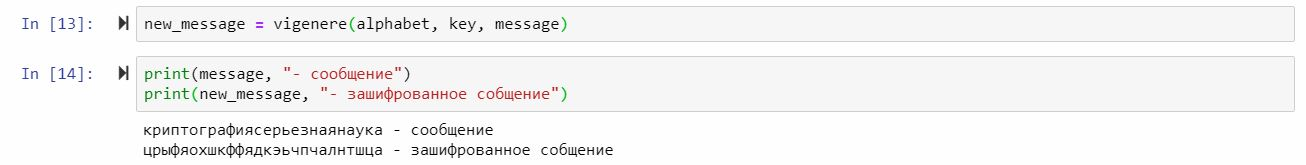 In [13]: new_message = vigenere(alphabet, key, message)
In [14]: print(message, "- сообщение")
print(new_message, "- зашифрованное собщение")
криптографиясерьезнаянаука - сообщение
црыфяохшкффядкэьчпчалнтшца - зашифрованное собщение